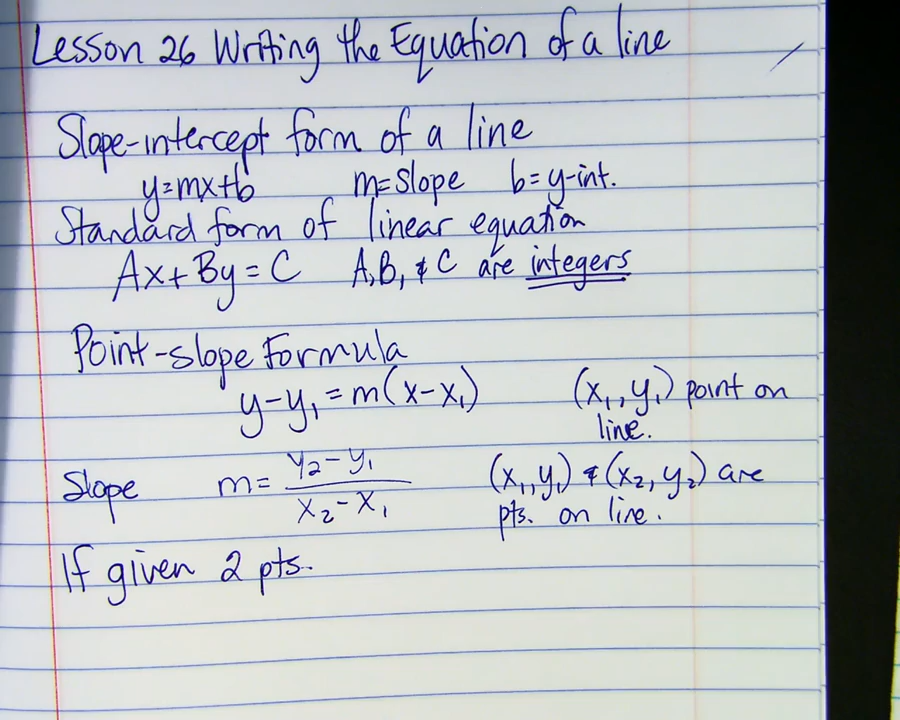 Lesson 26 Writing the Equation of a line
Slope-intercept form of a line
y=mx+b m=slope b=y-int.
Standard form of linear equation
Ax+By=C A,B, & C are integers
Point-slope Formula
y-y₁=m(x-x₁) (x₁,y₁) point on
line.
Slope m= y₂-y₁ / x₂-x₁ (x₁,y₁) & (x₂,y₂) are
pts. on line.
If given 2 pts.